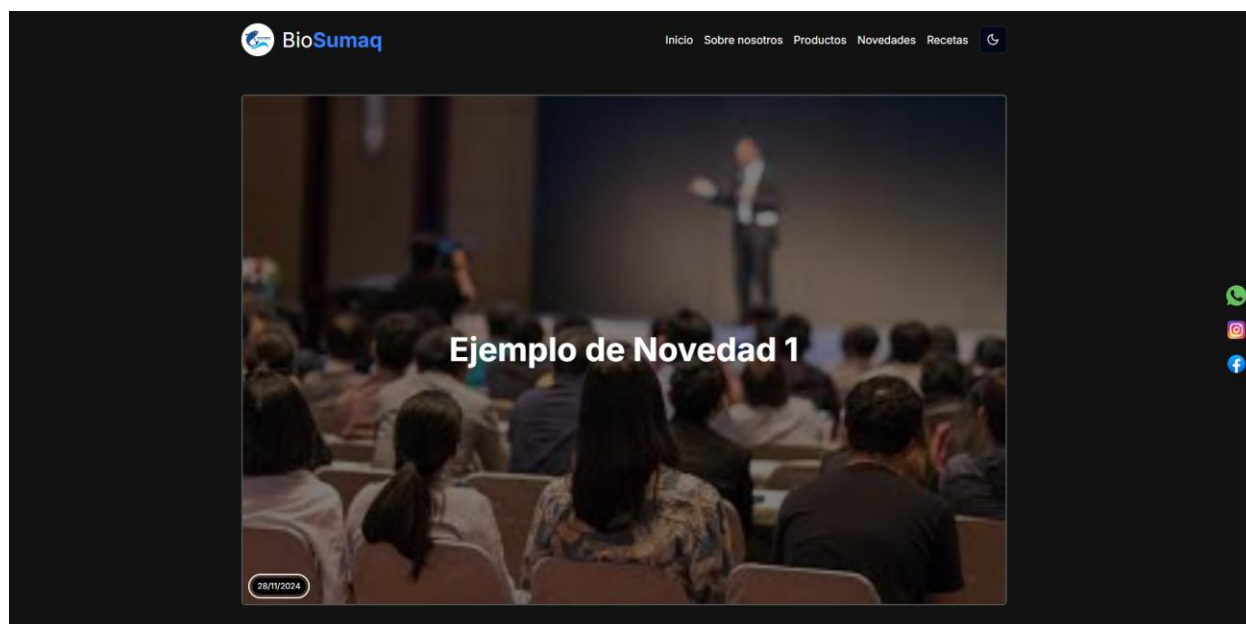 BioSumaq
Inicio Sobre nosotros Productos Novedades Recetas
Ejemplo de Novedad 1
28/11/2024